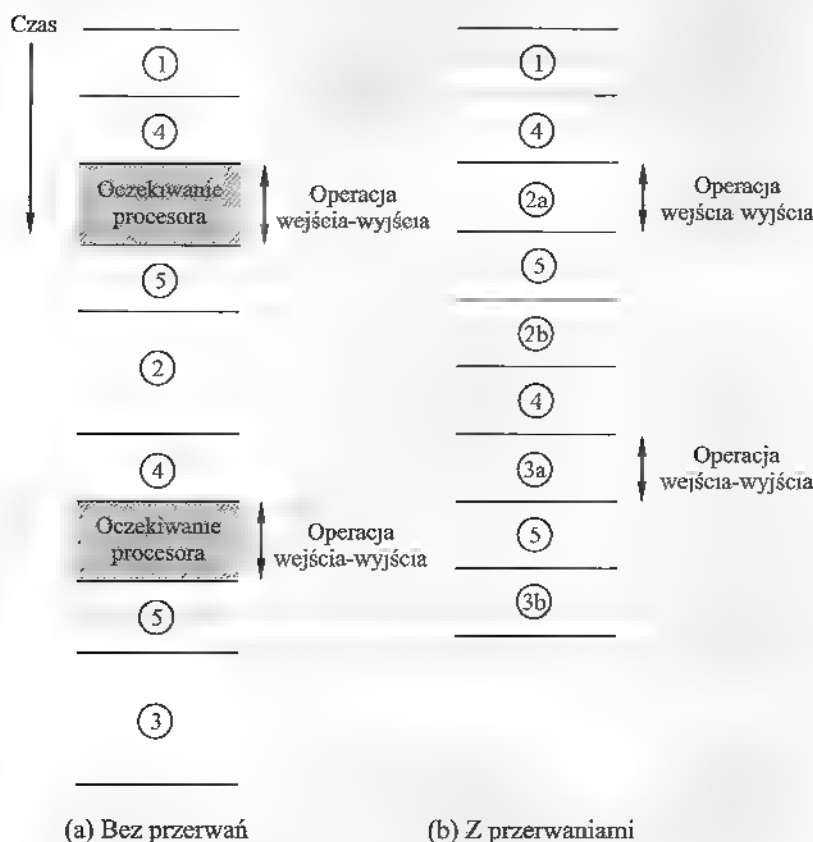 Czas
1
4
Oczekiwanie
procesora
Operacja
wejścia-wyjścia
5
2
4
Oczekiwanie
procesora
Operacja
wejścia-wyjścia
5
3
(a) Bez przerwań
1
4
2a
Operacja
wejścia wyjścia
5
2b
4
3a
Operacja
wejścia-wyjścia
5
3b
(b) Z przerwaniami